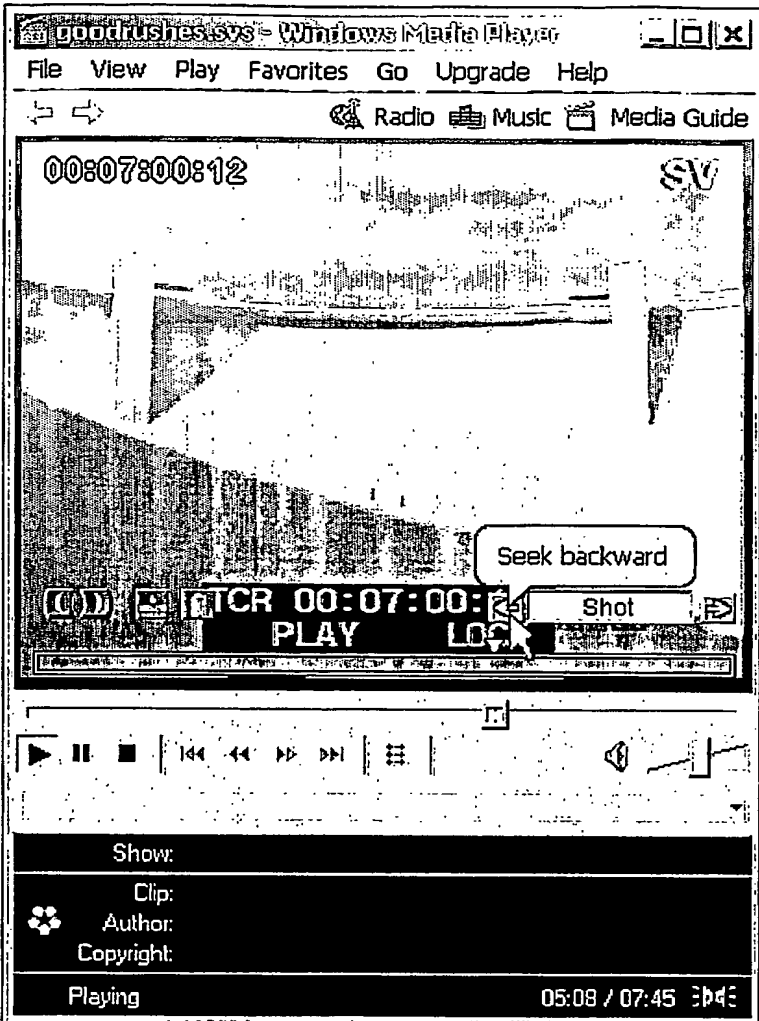 goodrushes.svs - Windows Media Player
File View Play Favorites Go Upgrade Help
Radio Music Media Guide
00:07:00:12
SV
Seek backward
TCR 00:07:00:
Shot
PLAY
Show:
Clip:
Author:
Copyright:
Playing
05:08 / 07:45